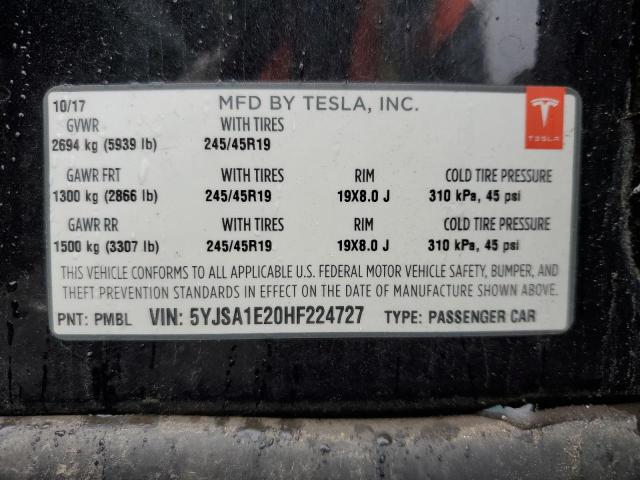 10/17 MFD BY TESLA, INC.
TESLA
GVWR WITH TIRES
2694 kg (5939 lb) 245/45R19
GAWR FRT WITH TIRES RIM COLD TIRE PRESSURE
1300 kg (2866 lb) 245/45R19 19X8.0 J 310 kPa, 45 psi
GAWR RR WITH TIRES RIM COLD TIRE PRESSURE
1500 kg (3307 lb) 245/45R19 19X8.0 J 310 kPa, 45 psi
THIS VEHICLE CONFORMS TO ALL APPLICABLE U.S. FEDERAL MOTOR VEHICLE SAFETY, BUMPER, AND
THEFT PREVENTION STANDARDS IN EFFECT ON THE DATE OF MANUFACTURE SHOWN ABOVE.
PNT: PMBL VIN: 5YJSA1E20HF224727 TYPE: PASSENGER CAR